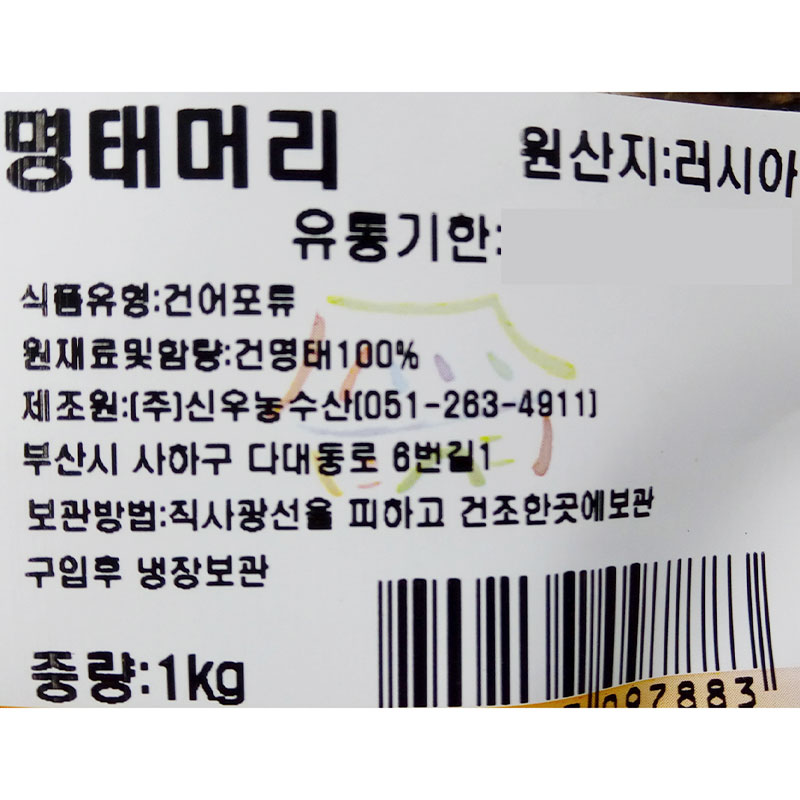 명태머리
원산지:러시아
유통기한:
식품유형:건어포류
원재료및함량:건명태100%
제조원:(주)신우농수산(051-263-4911)
부산시 사하구 다대동로 6번길1
보관방법:직사광선을 피하고 건조한곳에보관
구입후 냉장보관
중량:1kg
097883